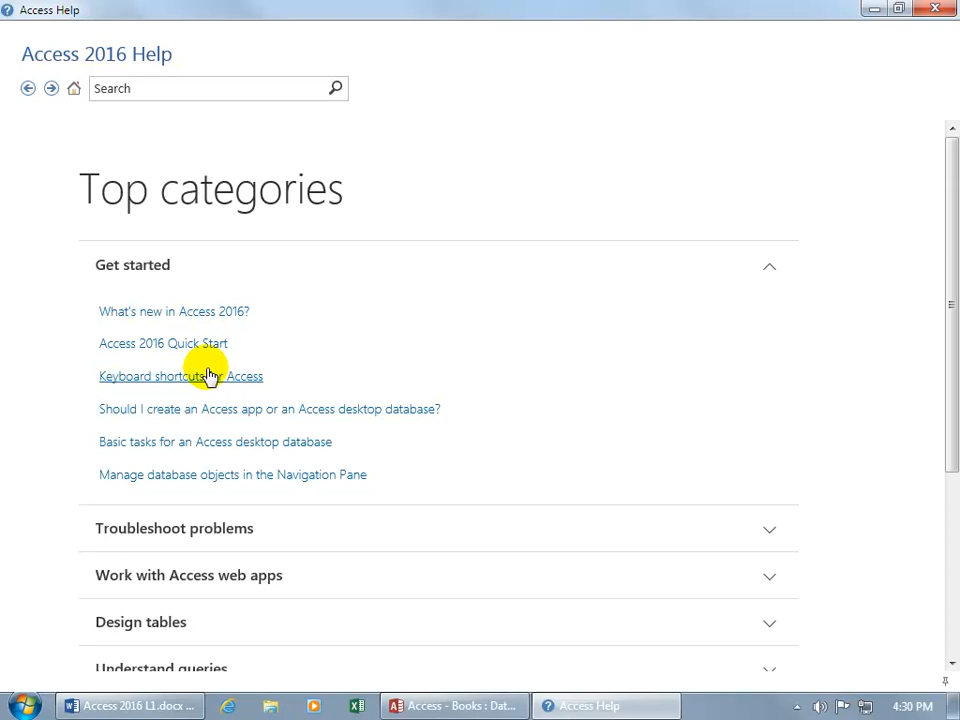 Access Help
Access 2016 Help
Search
Top categories
Get started
What's new in Access 2016?
Access 2016 Quick Start
Keyboard shortcuts for Access
Should I create an Access app or an Access desktop database?
Basic tasks for an Access desktop database
Manage database objects in the Navigation Pane
Troubleshoot problems
Work with Access web apps
Design tables
Understand queries
Access 2016 L1.docx ...
Access - Books : Dat...
Access Help
4:30 PM